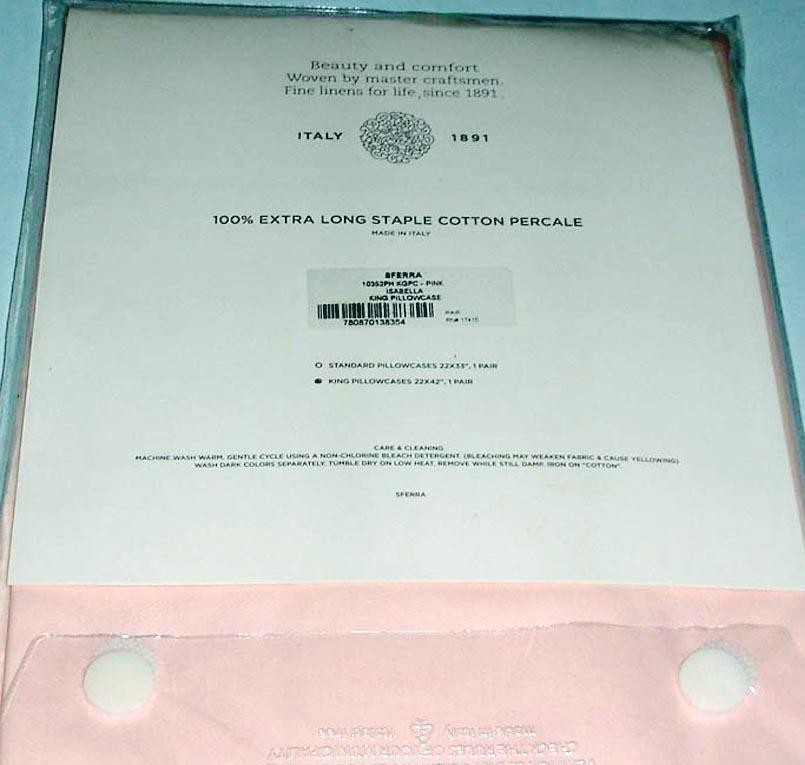 Beauty and comfort
Woven by master craftsmen.
Fine linens for life, since 1891.
ITALY 1891
100% EXTRA LONG STAPLE COTTON PERCALE
MADE IN ITALY
SFERRA
10352PH KGPC - PINK
ISABELLA
KING PILLOWCASE
780870138354
STANDARD PILLOWCASES 22X33", 1 PAIR
KING PILLOWCASES 22X42", 1 PAIR
CARE & CLEANING
MACHINE WASH WARM, GENTLE CYCLE USING A NON-CHLORINE BLEACH DETERGENT. (BLEACHING MAY WEAKEN FABRIC & CAUSE YELLOWING)
WASH DARK COLORS SEPARATELY. TUMBLE DRY ON LOW HEAT. REMOVE WHILE STILL DAMP. IRON ON "COTTON".
SFERRA
made in Italy